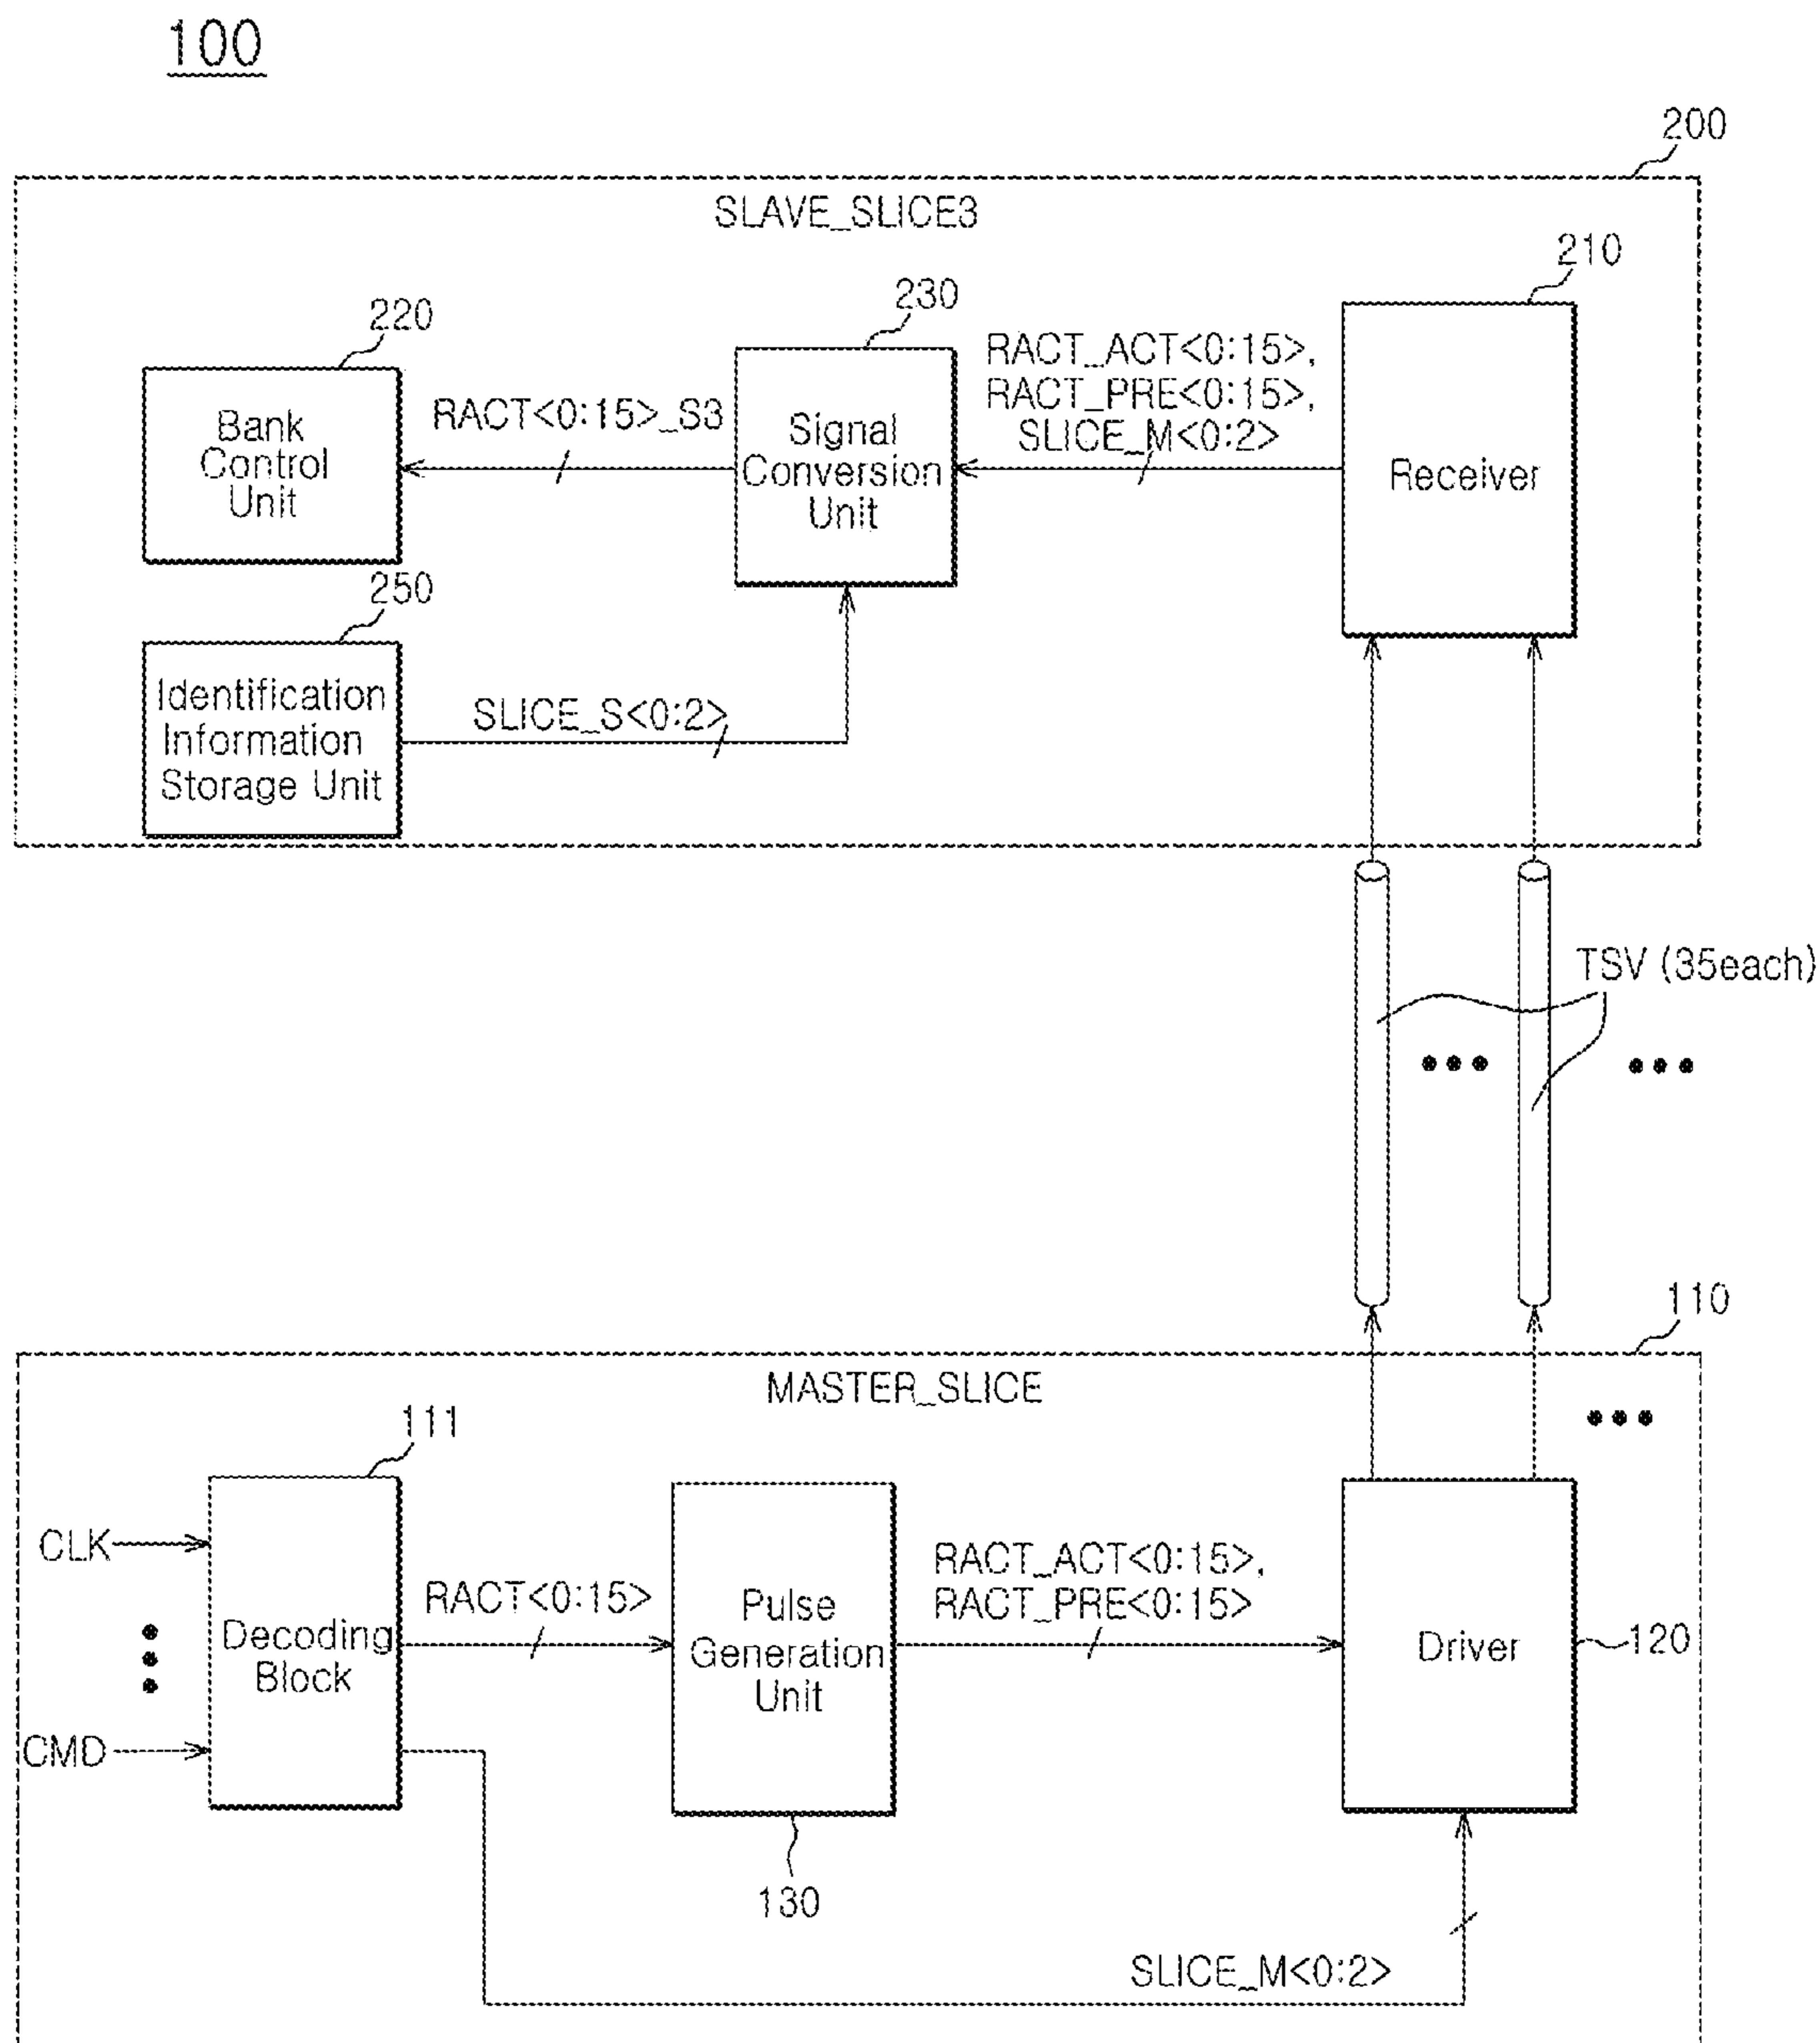 100
200
SLAVE_SLICE3
210
230
220
RACT_ACT<0:15>,
RACT_PRE<0:15>,
SLICE_M<0:2>
RACT<0:15>_S3
Bank
Control
Unit
Signal
Conversion
Unit
Receiver
250
Identification
Information
Storage Unit
SLICE_S<0:2>
TSV (35each)
110
MASTER_SLICE
111
CLK
CMD
Decoding
Block
RACT<0:15>
Pulse
Generation
Unit
RACT_ACT<0:15>,
RACT_PRE<0:15>
Driver
120
130
SLICE_M<0:2>